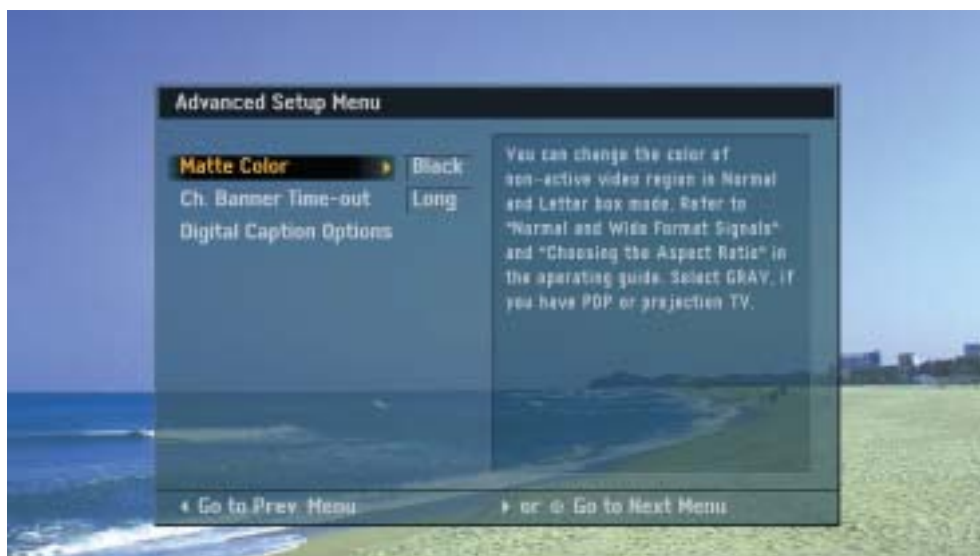 Advanced Setup Menu
Matte Color Black
Ch. Banner Time-out Long
Digital Caption Options
You can change the color of
non-active video region in Normal
and Letter box mode. Refer to
"Normal and Wide Format Signals"
and "Choosing the Aspect Ratio" in
the operating guide. Select GRAY, if
you have PDP or projection TV.
Go to Prev. Menu
or Go to Next Menu